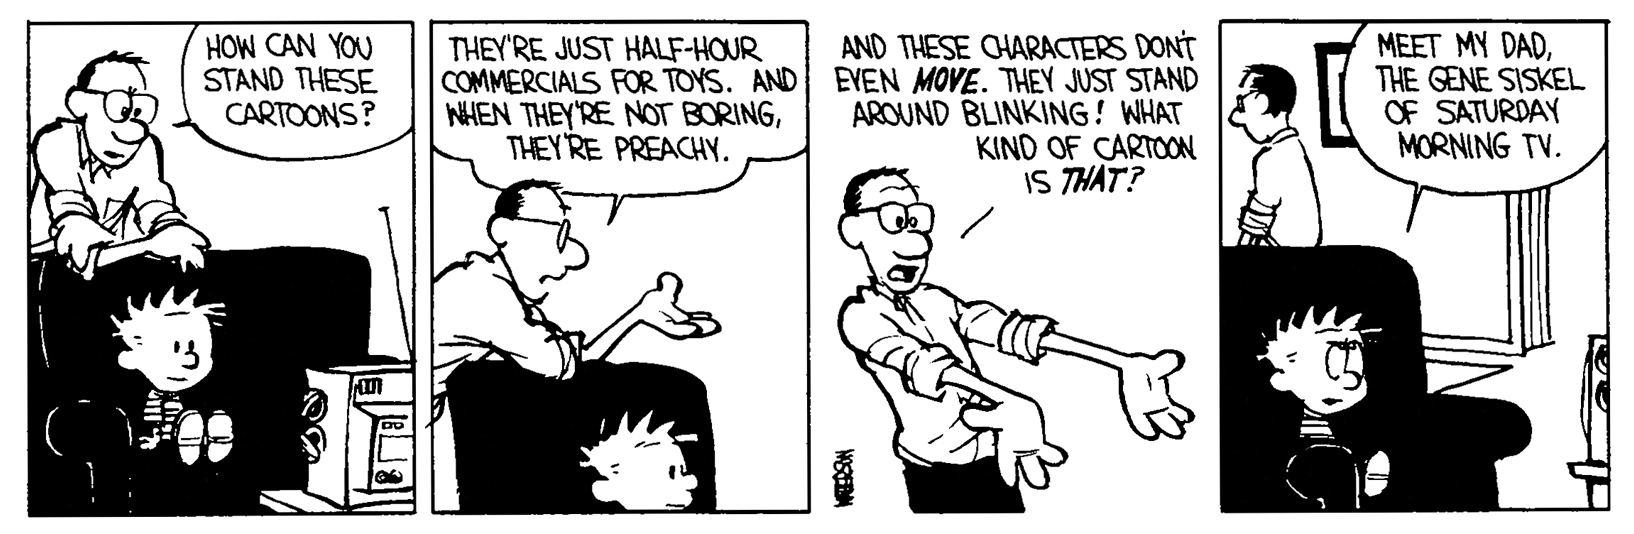 HOW CAN YOU
STAND THESE
CARTOONS?
THEY'RE JUST HALF-HOUR
COMMERCIALS FOR TOYS. AND
WHEN THEY'RE NOT BORING,
THEY'RE PREACHY.
AND THESE CHARACTERS DON'T
EVEN MOVE. THEY JUST STAND
AROUND BLINKING! WHAT
KIND OF CARTOON
IS THAT?
WATTERSON
MEET MY DAD,
THE GENE SISKEL
OF SATURDAY
MORNING TV.